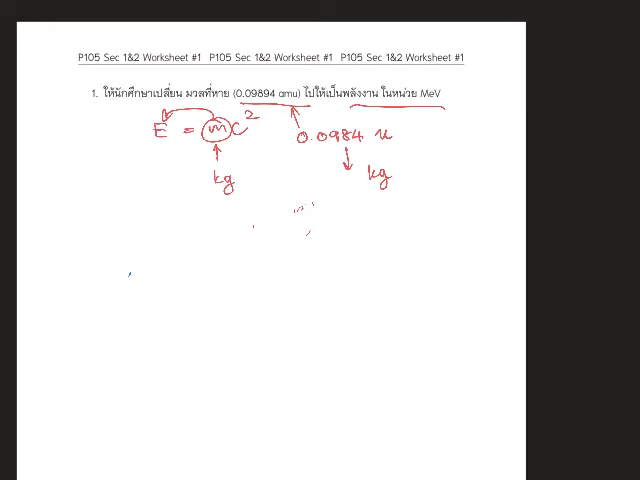 P105 Sec 1&2 Worksheet #1 P105 Sec 1&2 Worksheet #1 P105 Sec 1&2 Worksheet #1
1. ให้นักศึกษาเปลี่ยน มวลที่หาย (0.09894 amu) ไปให้เป็นพลังงาน ในหน่วย MeV
E = mc² 0.0984 u
kg kg